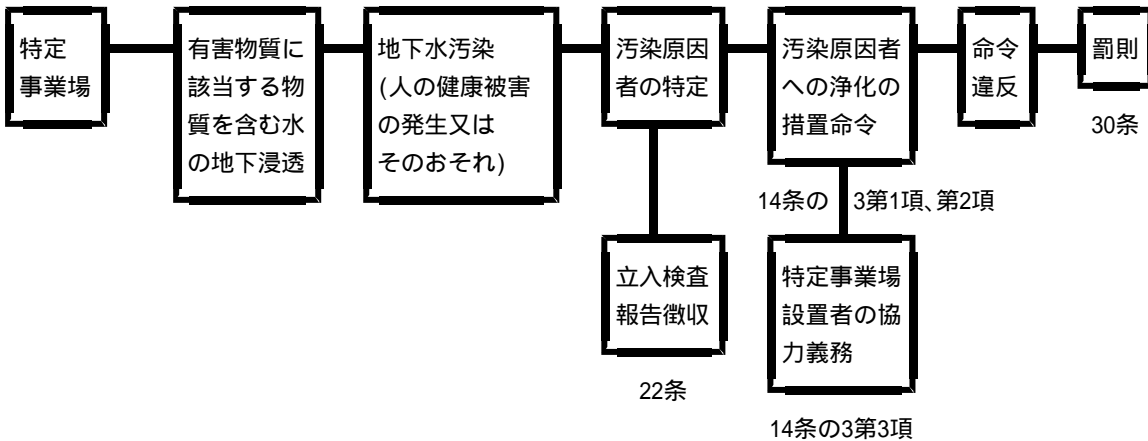 特定
事業場
有害物質に
該当する物
質を含む水
の地下浸透
地下水汚染
(人の健康被害
の発生又は
そのおそれ)
汚染原因
者の特定
汚染原因者
への浄化の
措置命令
命令
違反
罰則
30条
14条の 3第1項、第2項
立入検査
報告徴収
22条
特定事業場
設置者の協
力義務
14条の3第3項